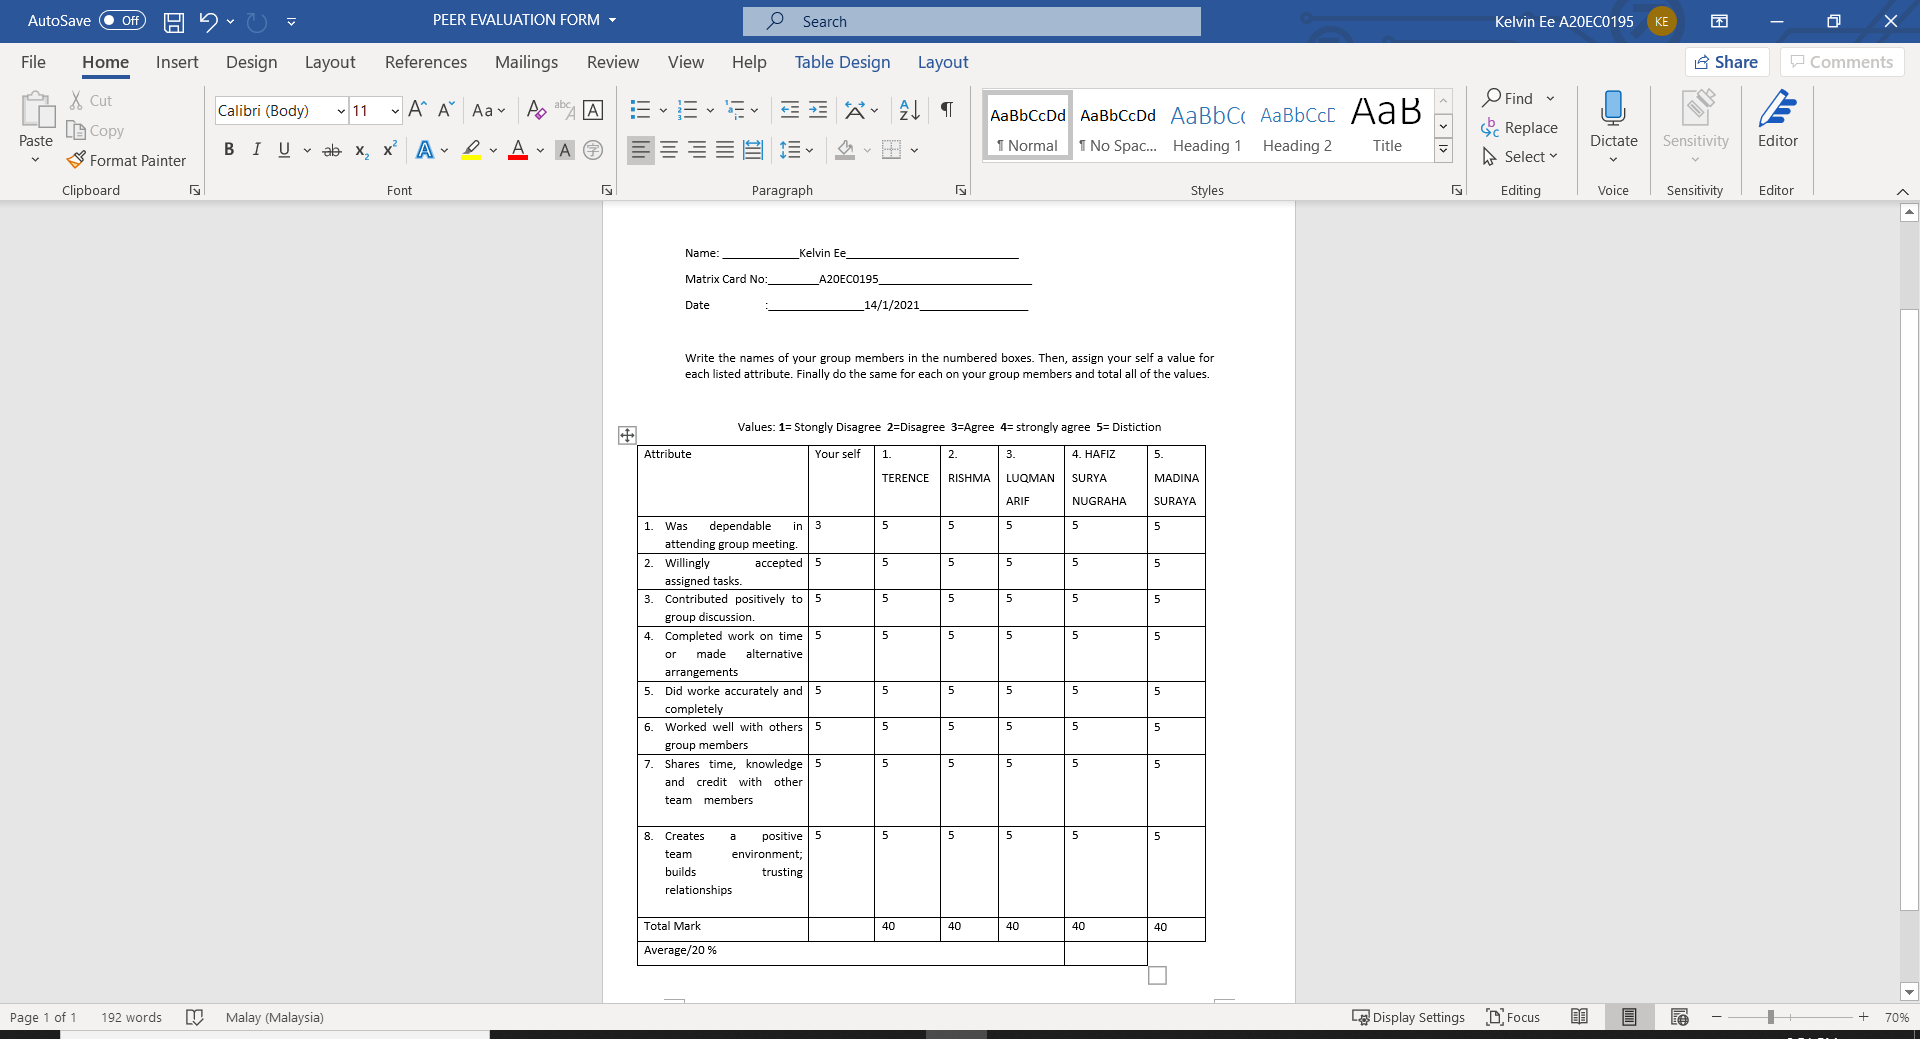 AutoSave Off PEER EVALUATION FORM Search Kelvin Ee A20EC0195 KE
File Home Insert Design Layout References Mailings Review View Help Table Design Layout Share Comments
Paste Cut Copy Format Painter
Clipboard
Calibri (Body) 11
Font
Paragraph
AaBbCcDd ¶ Normal
AaBbCcDd ¶ No Spac...
AaBbCc Heading 1
AaBbCcD Heading 2
AaB Title
Styles
Find
Replace
Select
Editing
Dictate
Voice
Sensitivity
Sensitivity
Editor
Editor
Name: ____________Kelvin Ee___________________________
Matrix Card No:________A20EC0195________________________
Date :_______________14/1/2021_________________
Write the names of your group members in the numbered boxes. Then, assign your self a value for
each listed attribute. Finally do the same for each on your group members and total all of the values.
Values: 1= Stongly Disagree 2=Disagree 3=Agree 4= strongly agree 5= Distiction
Attribute Your self 1. 2. 3. 4. HAFIZ 5.
TERENCE RISHMA LUQMAN SURYA MADINA
ARIF NUGRAHA SURAYA
1. Was dependable in 3 5 5 5 5 5
attending group meeting.
2. Willingly accepted 5 5 5 5 5 5
assigned tasks.
3. Contributed positively to 5 5 5 5 5 5
group discussion.
4. Completed work on time 5 5 5 5 5 5
or made alternative
arrangements
5. Did worke accurately and 5 5 5 5 5 5
completely
6. Worked well with others 5 5 5 5 5 5
group members
7. Shares time, knowledge 5 5 5 5 5 5
and credit with other
team members
8. Creates a positive 5 5 5 5 5 5
team environment;
builds trusting
relationships
Total Mark 40 40 40 40 40
Average/20 %
Page 1 of 1 192 words Malay (Malaysia) Display Settings Focus 70%